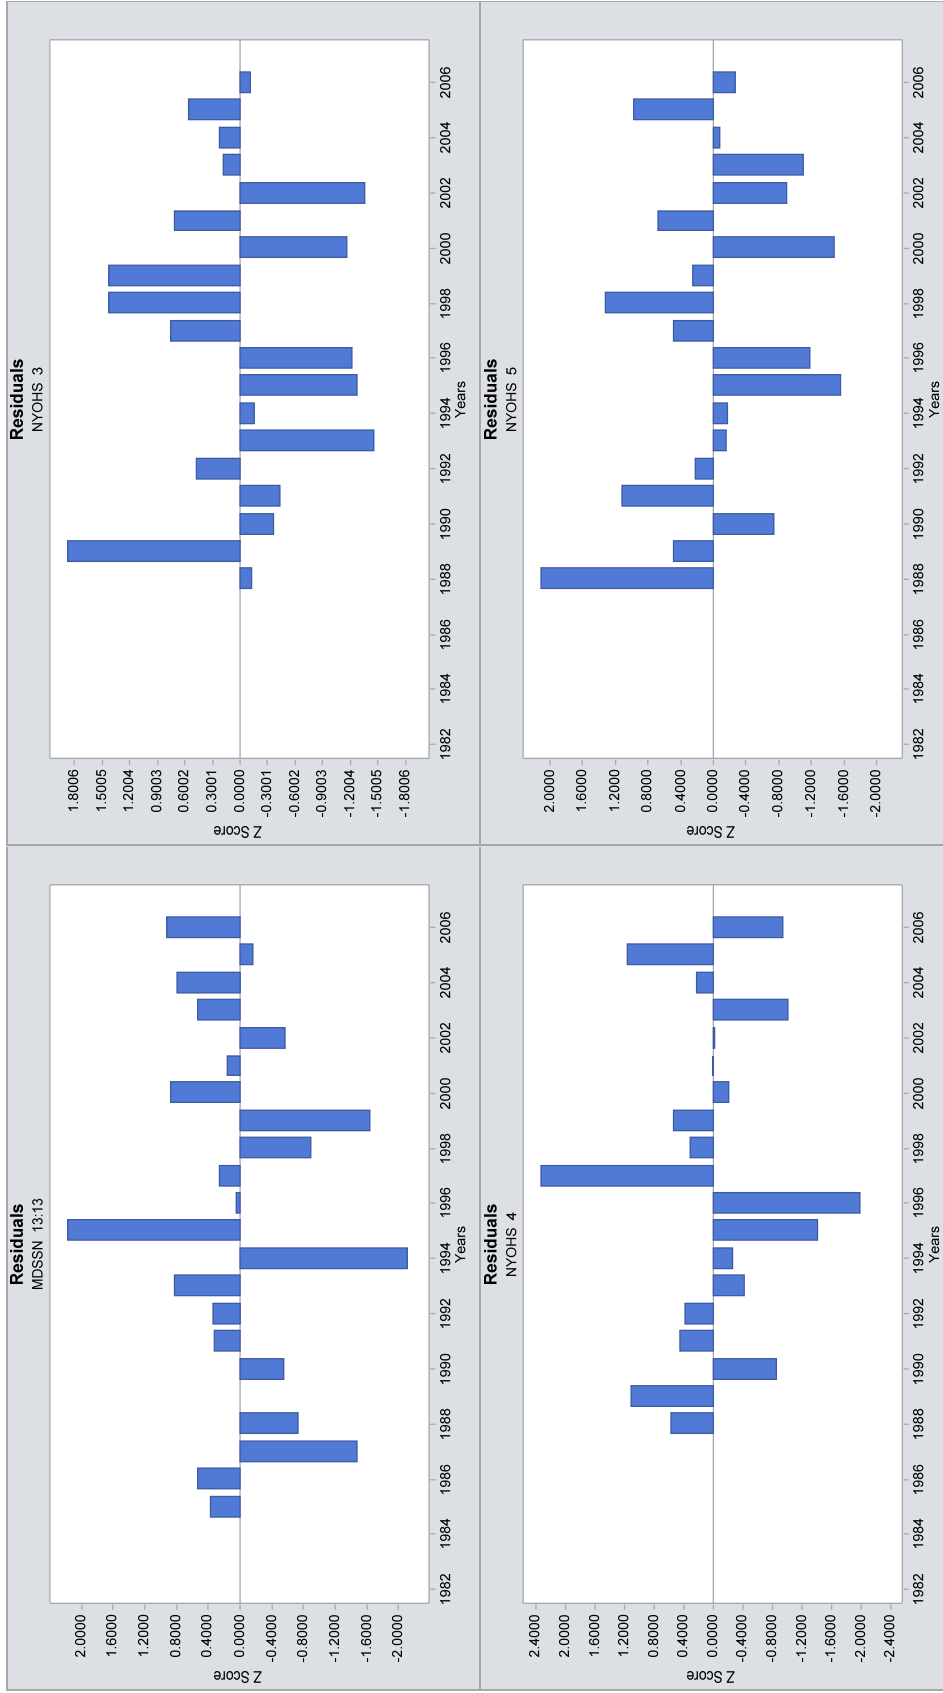 Residuals
MDSSN 13:13
Z Score
2.0000
1.6000
1.2000
0.8000
0.4000
0.0000
-0.4000
-0.8000
-1.2000
-1.6000
-2.0000
1982 1984 1986 1988 1990 1992 1994 1996 1998 2000 2002 2004 2006
Years
Residuals
NYOHS 3
Z Score
1.8006
1.5005
1.2004
0.9003
0.6002
0.3001
0.0000
-0.3001
-0.6002
-0.9003
-1.2004
-1.5005
-1.8006
1982 1984 1986 1988 1990 1992 1994 1996 1998 2000 2002 2004 2006
Years
Residuals
NYOHS 4
Z Score
2.4000
2.0000
1.6000
1.2000
0.8000
0.4000
0.0000
-0.4000
-0.8000
-1.2000
-1.6000
-2.0000
-2.4000
1982 1984 1986 1988 1990 1992 1994 1996 1998 2000 2002 2004 2006
Years
Residuals
NYOHS 5
Z Score
2.0000
1.6000
1.2000
0.8000
0.4000
0.0000
-0.4000
-0.8000
-1.2000
-1.6000
-2.0000
1982 1984 1986 1988 1990 1992 1994 1996 1998 2000 2002 2004 2006
Years